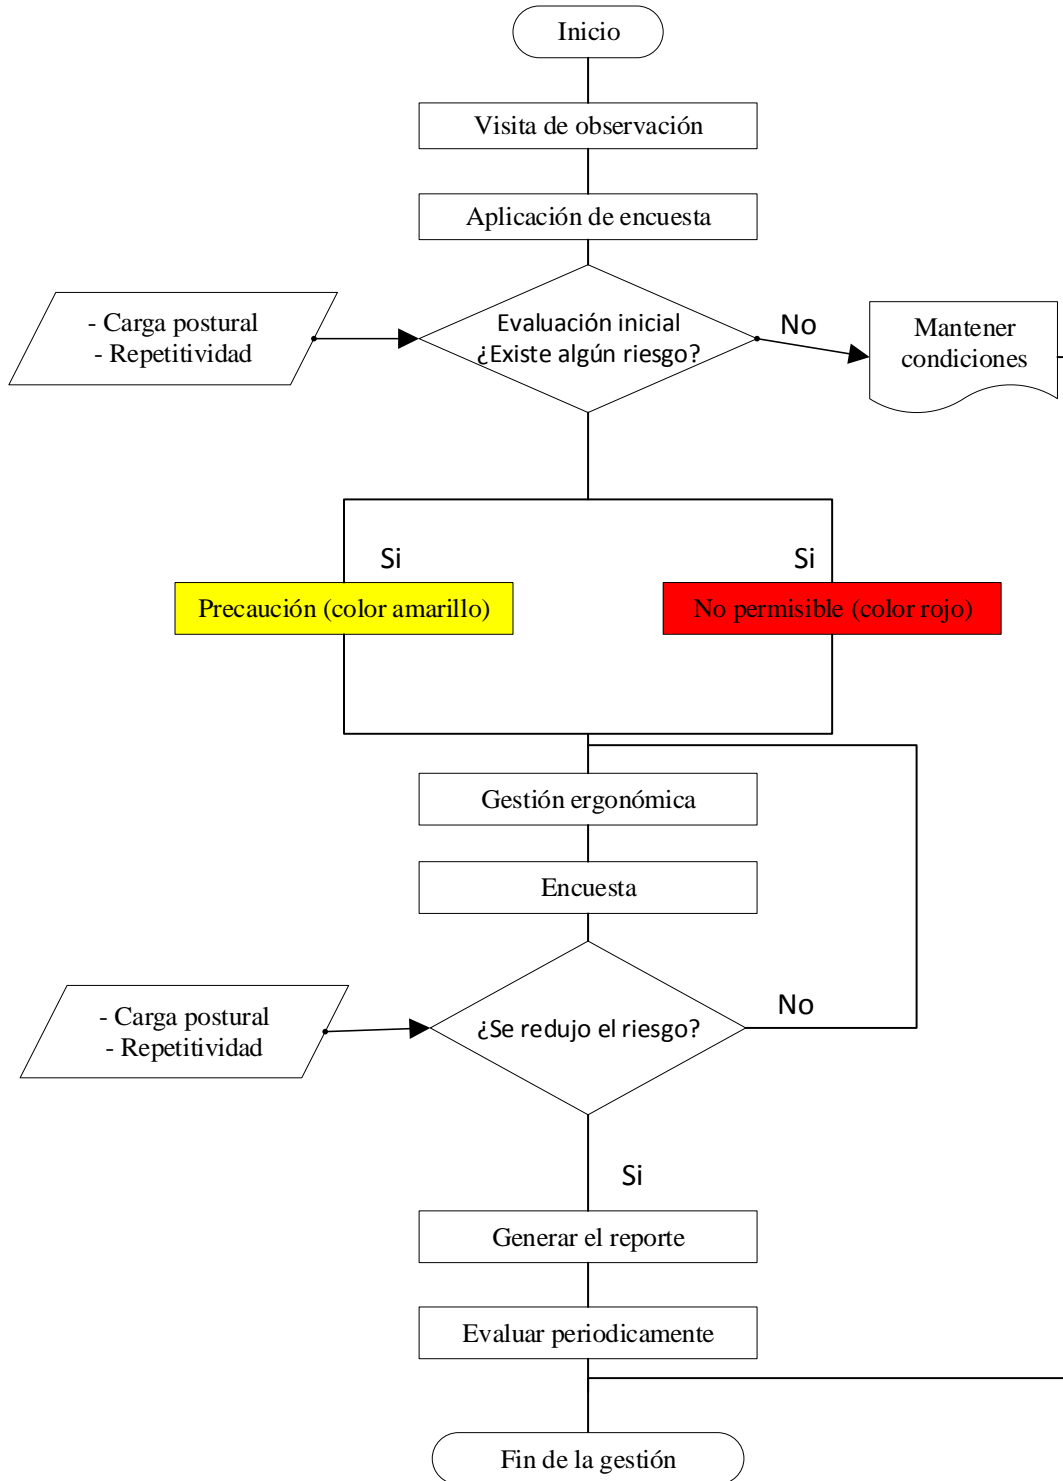 Inicio
Visita de observación
Aplicación de encuesta
- Carga postural
- Repetitividad
Evaluación inicial
¿Existe algún riesgo?
No
Mantener
condiciones
Si
Si
Precaución (color amarillo)
No permisible (color rojo)
Gestión ergonómica
Encuesta
- Carga postural
- Repetitividad
¿Se redujo el riesgo?
No
Si
Generar el reporte
Evaluar periodicamente
Fin de la gestión